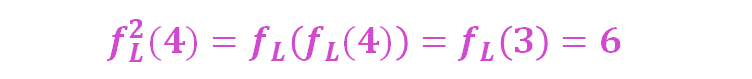 $f_L^2(4) = f_L(f_L(4)) = f_L(3) = 6$